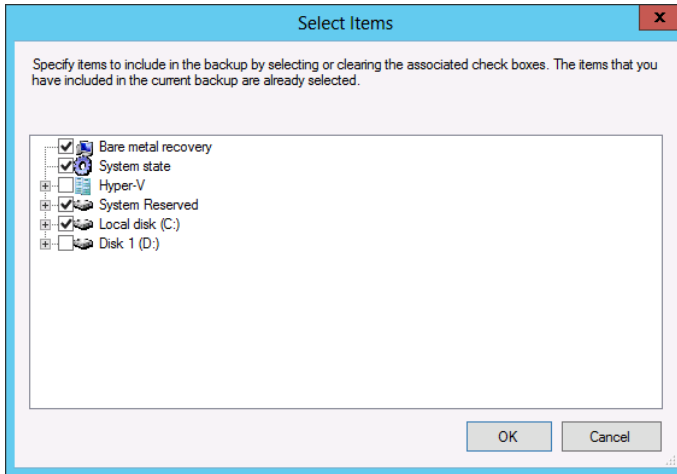 Select Items
x
Specify items to include in the backup by selecting or clearing the associated check boxes. The items that you
have included in the current backup are already selected.
Bare metal recovery
System state
Hyper-V
System Reserved
Local disk (C:)
Disk 1 (D:)
OK Cancel